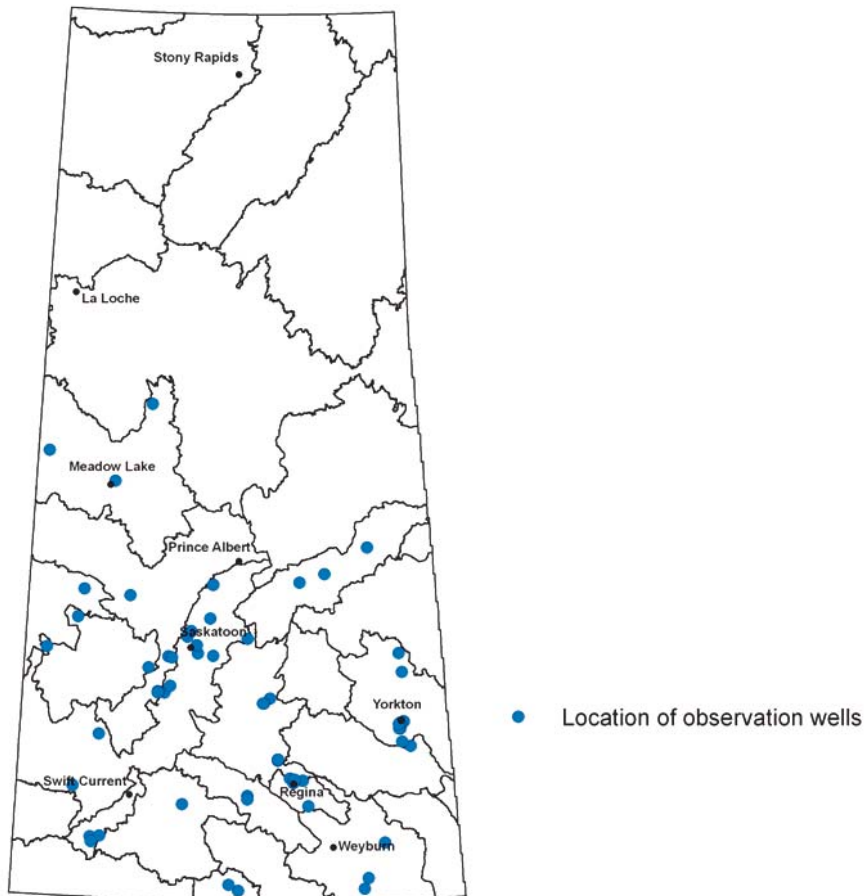 Stony Rapids
La Loche
Meadow Lake
Prince Albert
Saskatoon
Yorkton
Location of observation wells
Swift Current
Regina
Weyburn